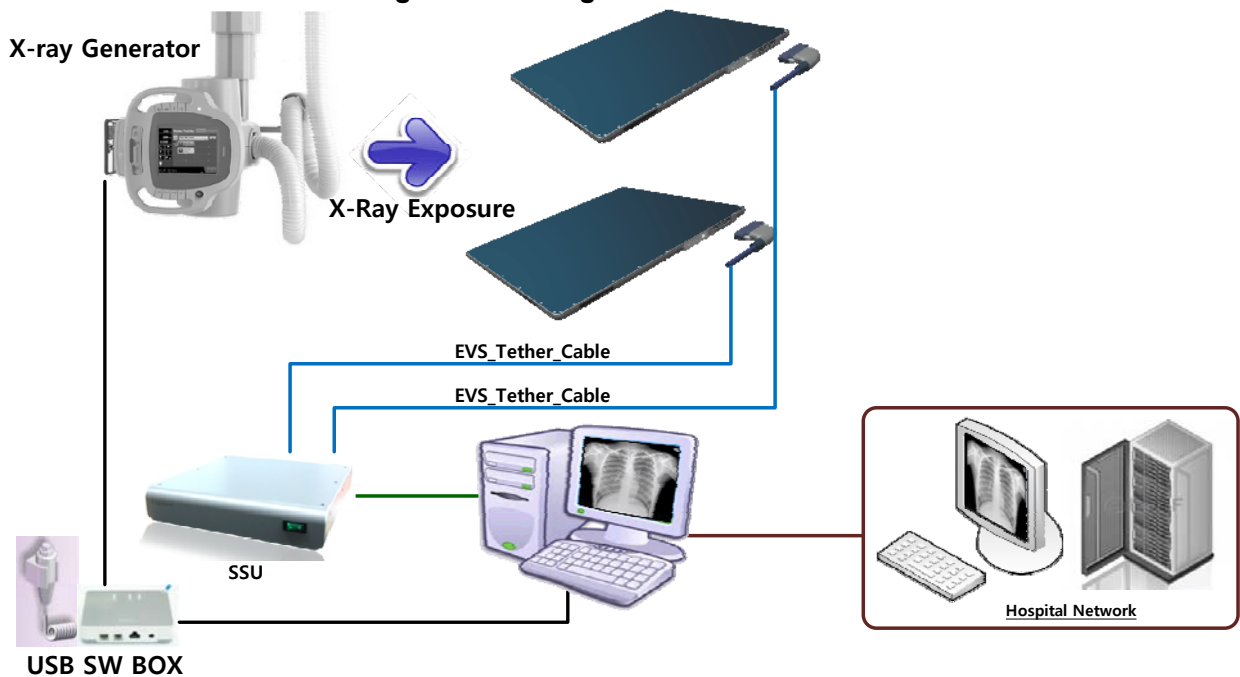 X-ray Generator
X-Ray Exposure
EVS_Tether_Cable
EVS_Tether_Cable
SSU
Hospital Network
USB SW BOX